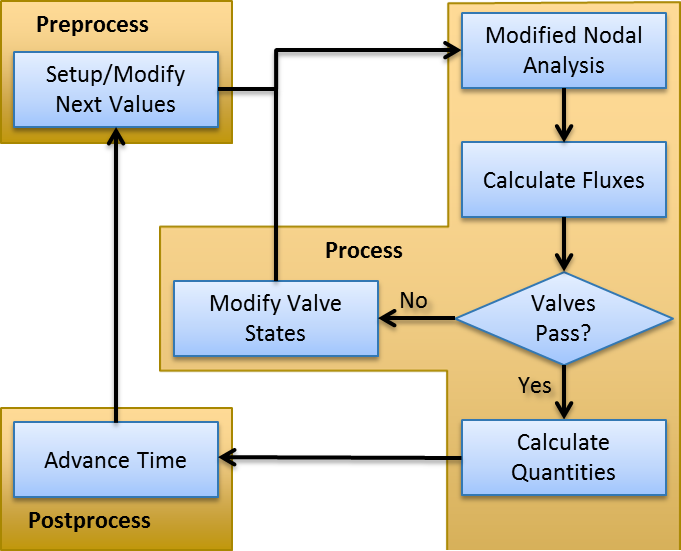 Preprocess
Setup/Modify
Next Values
Modified Nodal
Analysis
Calculate Fluxes
Process
Modify Valve
States
No
Valves
Pass?
Yes
Calculate
Quantities
Advance Time
Postprocess